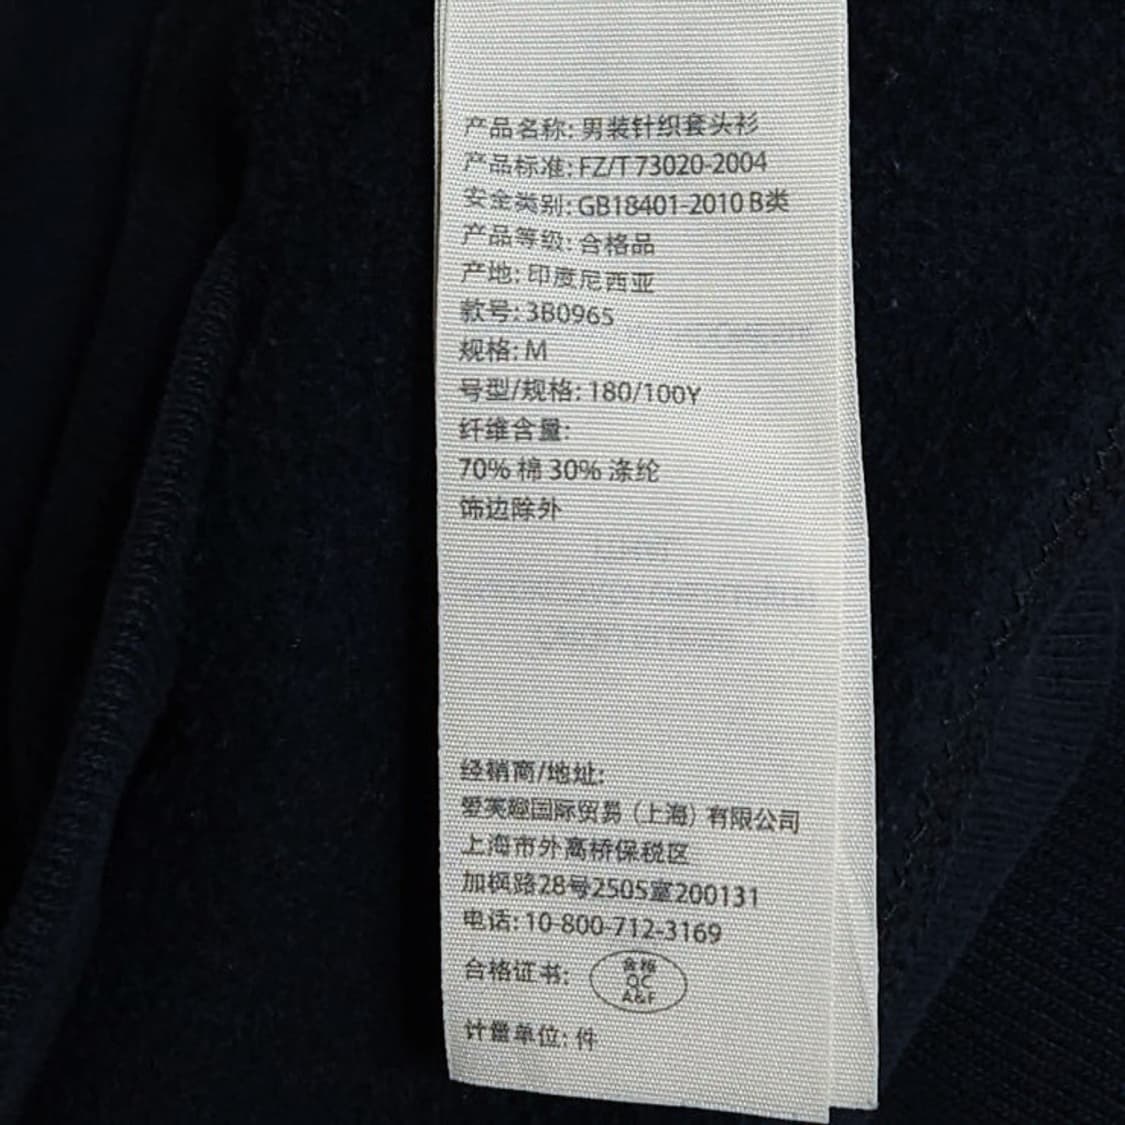 产品名称: 男装针织套头衫
产品标准: FZ/T 73020-2004
安全类别: GB18401-2010 B类
产品等级: 合格品
产地: 印度尼西亚
款号: 3B0965
规格: M
号型/规格: 180/100Y
纤维含量:
70% 棉 30% 涤纶
饰边除外
经销商/地址:
爱芙趣国际贸易（上海）有限公司
上海市外高桥保税区
加枫路28号2505室200131
电话: 10-800-712-3169
合格证书:
合格
QC
A&F
计量单位: 件